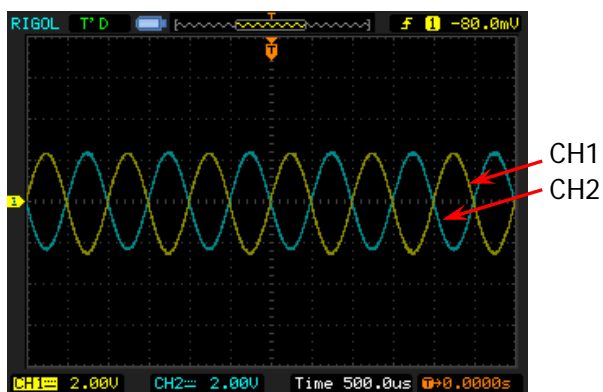 RIGOL T'D T f 1 -80.0mV
T
CH1
CH2
1
CH1 2.00V CH2 2.00V Time 500.0us T→0.0000s